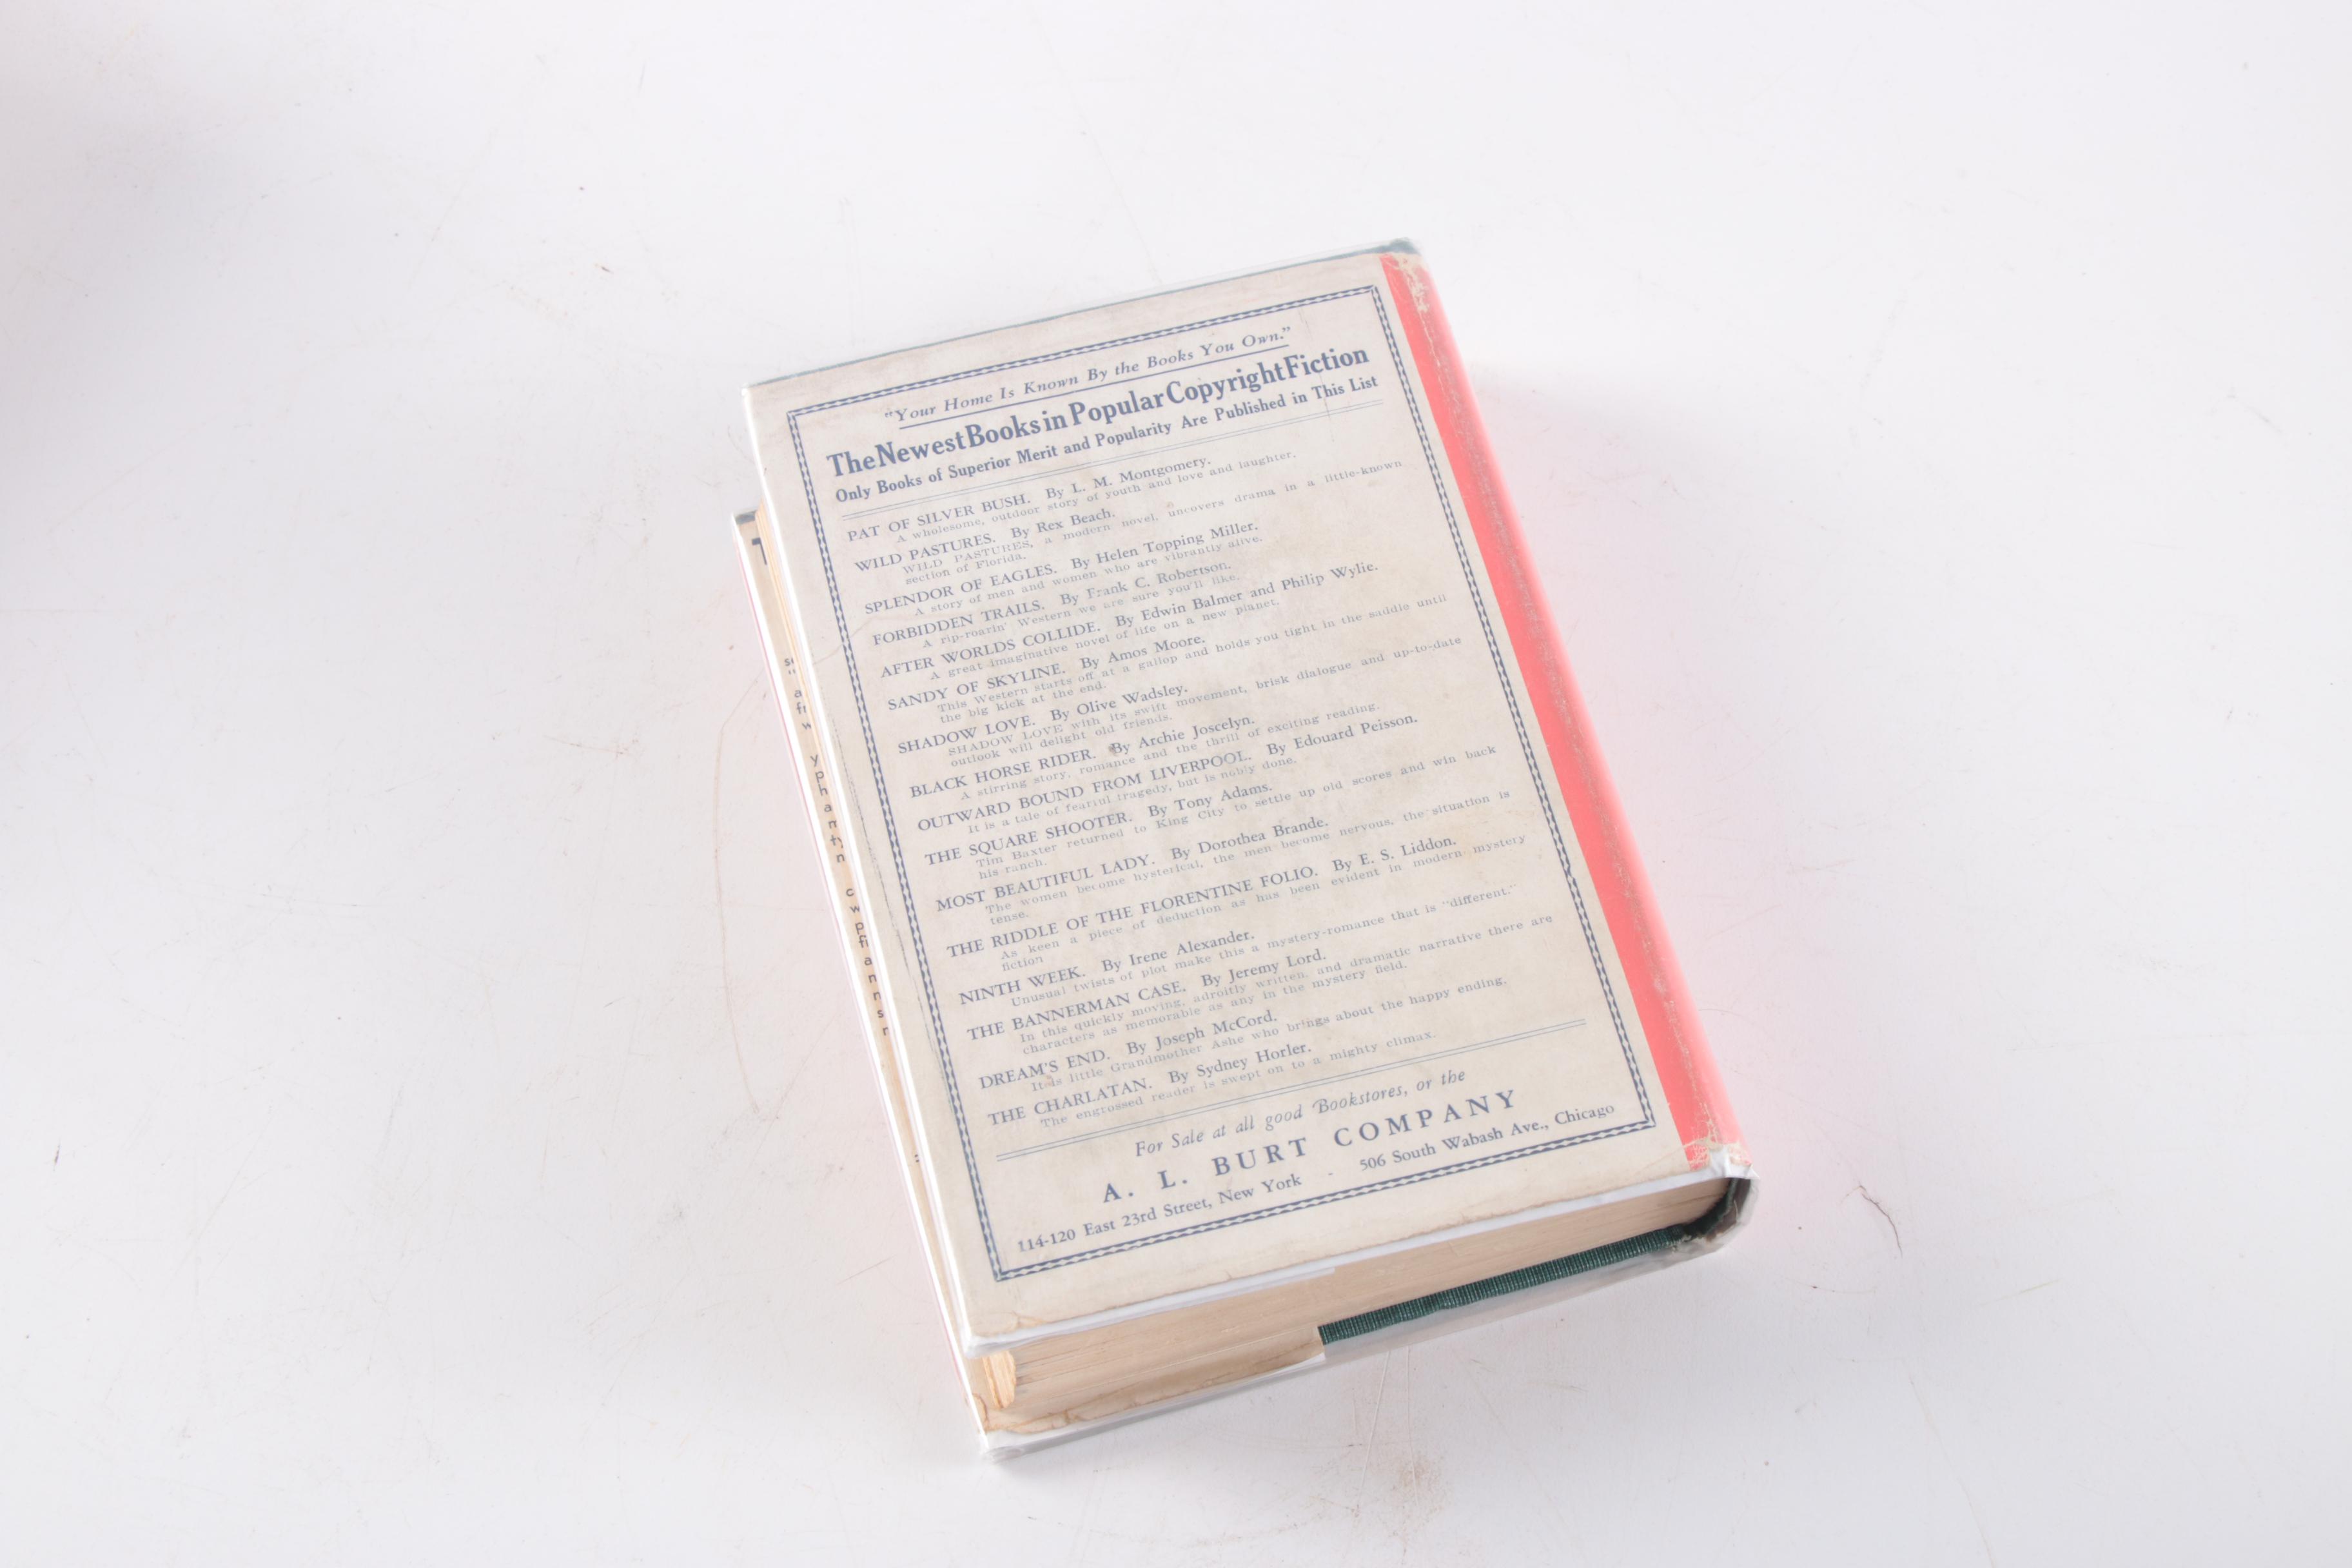 “Your Home Is Known By the Books You Own.”
The Newest Books in Popular Copyright Fiction
Only Books of Superior Merit and Popularity Are Published in This List
PAT OF SILVER BUSH. By L. M. Montgomery.
A wholesome, outdoor story of youth and love and laughter.
WILD PASTURES. By Rex Beach.
WILD PASTURES, a modern novel, uncovers drama in a little-known
section of Florida.
SPLENDOR OF EAGLES. By Helen Topping Miller.
A story of men and women who are vibrantly alive.
FORBIDDEN TRAILS. By Frank C. Robertson.
A rip-roarin' Western we are sure you'll like.
AFTER WORLDS COLLIDE. By Edwin Balmer and Philip Wylie.
A great imaginative novel of life on a new planet.
SANDY OF SKYLINE. By Amos Moore.
This Western starts off at a gallop and holds you tight in the saddle until
the big kick at the end.
SHADOW LOVE. By Olive Wadsley.
SHADOW LOVE with its swift movement, brisk dialogue and up-to-date
outlook will delight old friends.
BLACK HORSE RIDER. By Archie Joscelyn.
A stirring story, romance and the thrill of exciting reading.
OUTWARD BOUND FROM LIVERPOOL. By Edouard Peisson.
It is a tale of fearful tragedy, but is nobly done.
THE SQUARE SHOOTER. By Tony Adams.
Tim Baxter returned to King City to settle up old scores and win back
his ranch.
MOST BEAUTIFUL LADY. By Dorothea Brande.
The women become hysterical, the men become nervous, the situation is
tense.
THE RIDDLE OF THE FLORENTINE FOLIO. By E. S. Liddon.
As keen a piece of deduction as has been evident in modern mystery
fiction
NINTH WEEK. By Irene Alexander.
Unusual twists of plot make this a mystery-romance that is “different.”
THE BANNERMAN CASE. By Jeremy Lord.
In this quickly moving, adroitly written, and dramatic narrative there are
characters as memorable as any in the mystery field.
DREAM'S END. By Joseph McCord.
It is little Grandmother Ashe who brings about the happy ending.
THE CHARLATAN. By Sydney Horler.
The engrossed reader is swept on to a mighty climax.
For Sale at all good Bookstores, or the
A. L. BURT COMPANY
114-120 East 23rd Street, New York - 506 South Wabash Ave., Chicago